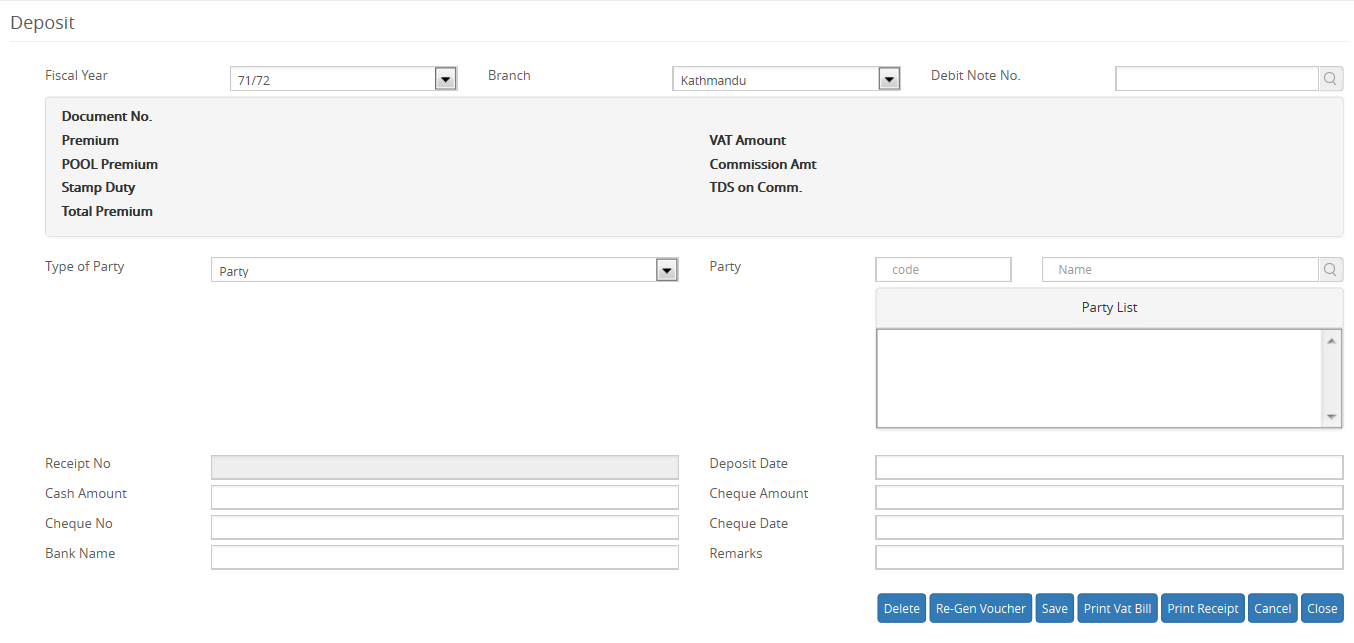 Deposit
Fiscal Year 71/72 Branch Kathmandu Debit Note No.
Document No.
Premium VAT Amount
POOL Premium Commission Amt
Stamp Duty TDS on Comm.
Total Premium
Type of Party Party Party code Name
Party List
Receipt No Deposit Date
Cash Amount Cheque Amount
Cheque No Cheque Date
Bank Name Remarks
Delete Re-Gen Voucher Save Print Vat Bill Print Receipt Cancel Close